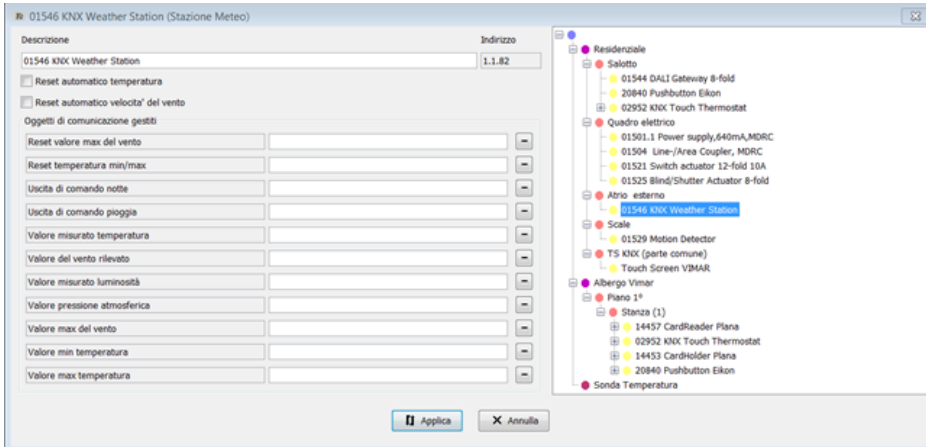 01546 KNX Weather Station (Stazione Meteo)
Descrizione
Indirizzo
01546 KNX Weather Station
1.1.82
Reset automatico temperatura
Reset automatico velocita' del vento
Oggetti di comunicazione gestiti
Reset valore max del vento
Reset temperatura min/max
Uscita di comando notte
Uscita di comando pioggia
Valore misurato temperatura
Valore del vento rilevato
Valore misurato luminosità
Valore pressione atmosferica
Valore max del vento
Valore min temperatura
Valore max temperatura
Applica
Annulla
Residenziale
Salotto
01544 DALI Gateway 8-fold
20840 Pushbutton Eikon
02952 KNX Touch Thermostat
Quadro elettrico
01501.1 Power supply,640mA,MDRC
01504 Line-/Area Coupler, MDRC
01521 Switch actuator 12-fold 10A
01525 Blind/Shutter Actuator 8-fold
Atrio esterno
01546 KNX Weather Station
Scale
01529 Motion Detector
TS KNX (parte comune)
Touch Screen VIMAR
Albergo Vimar
Piano 1°
Stanza (1)
14457 CardReader Plana
02952 KNX Touch Thermostat
14453 CardHolder Plana
20840 Pushbutton Eikon
Sonda Temperatura